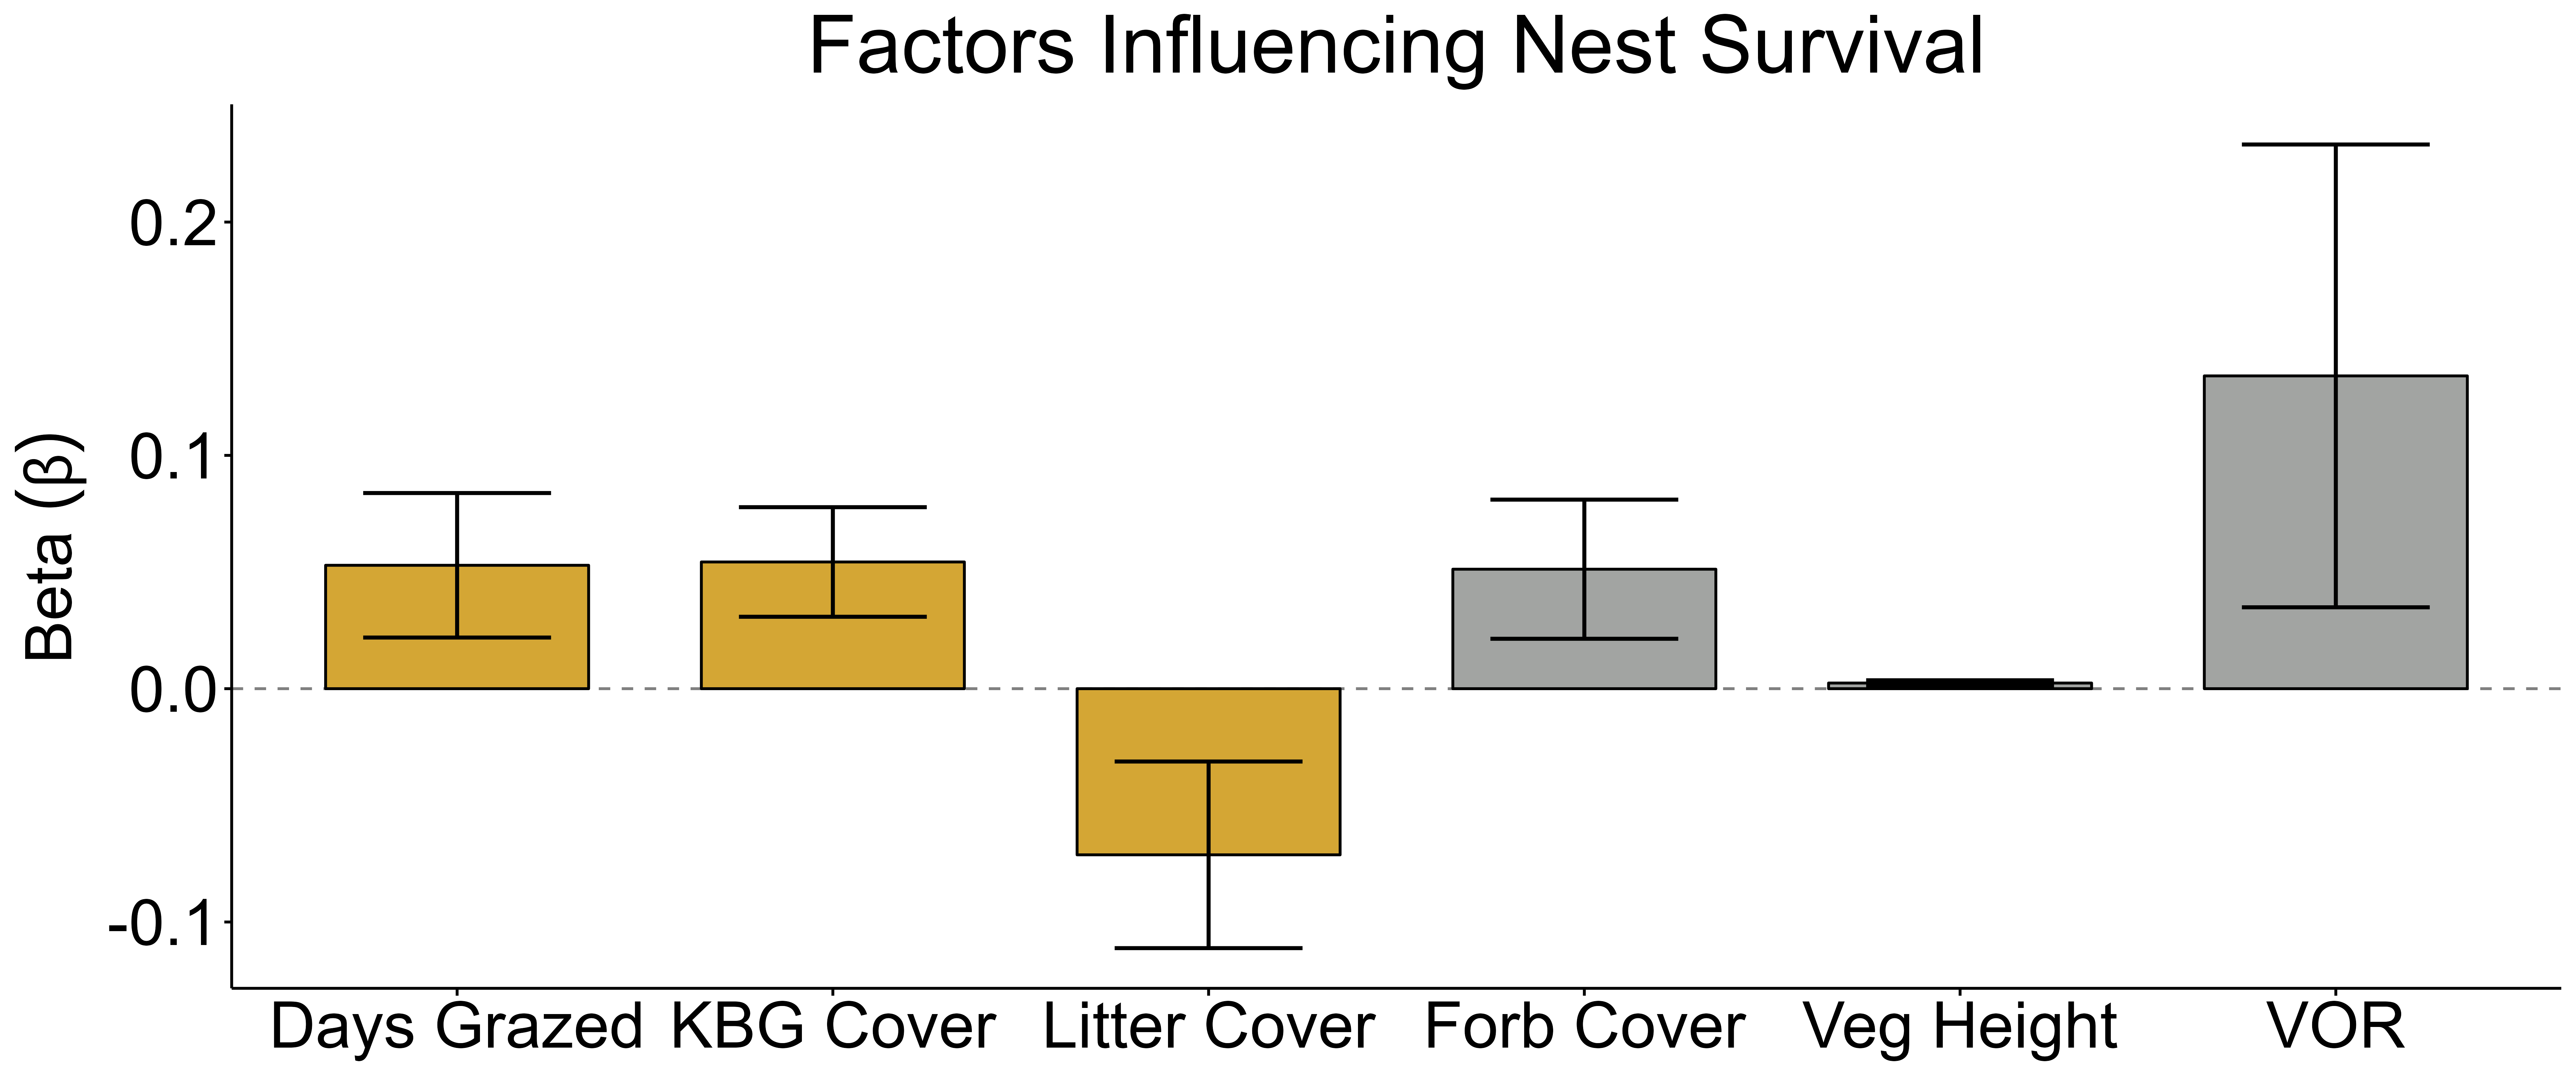 Factors Influencing Nest Survival
Beta (β)
0.2
0.1
0.0
-0.1
Days Grazed
KBG Cover
Litter Cover
Forb Cover
Veg Height
VOR